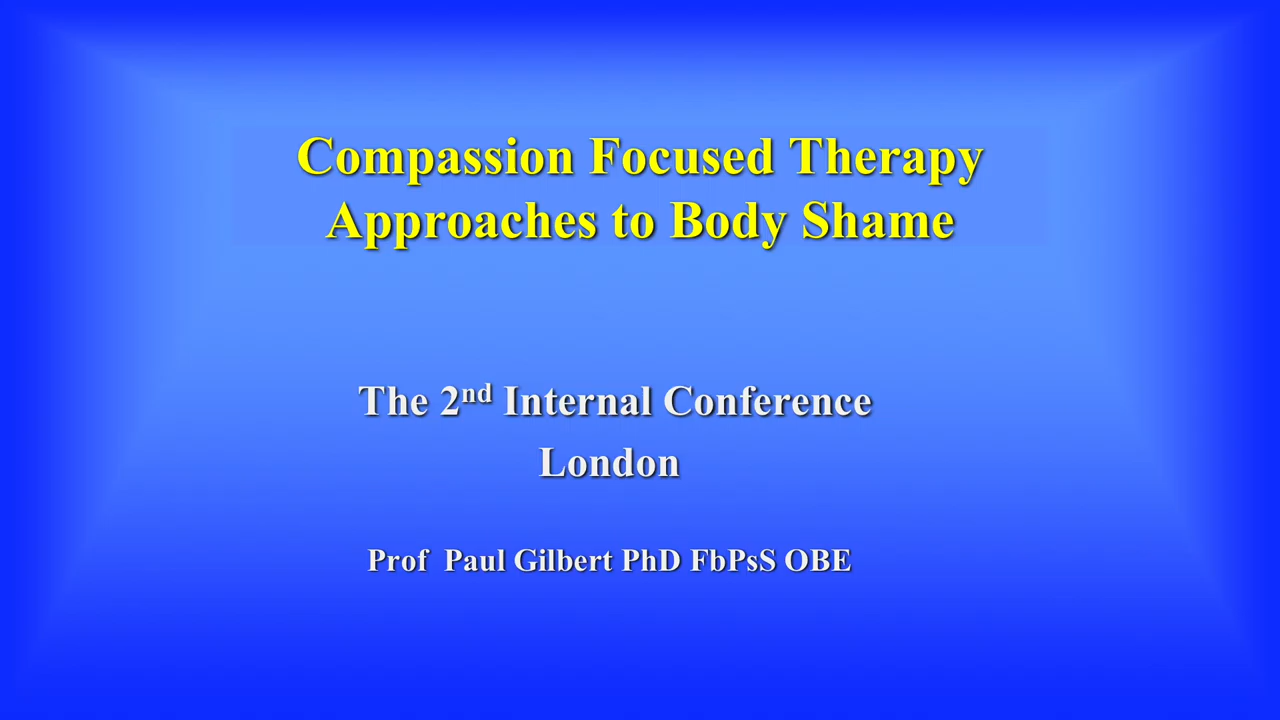 Compassion Focused Therapy
Approaches to Body Shame
The 2nd Internal Conference
London
Prof Paul Gilbert PhD FbPsS OBE